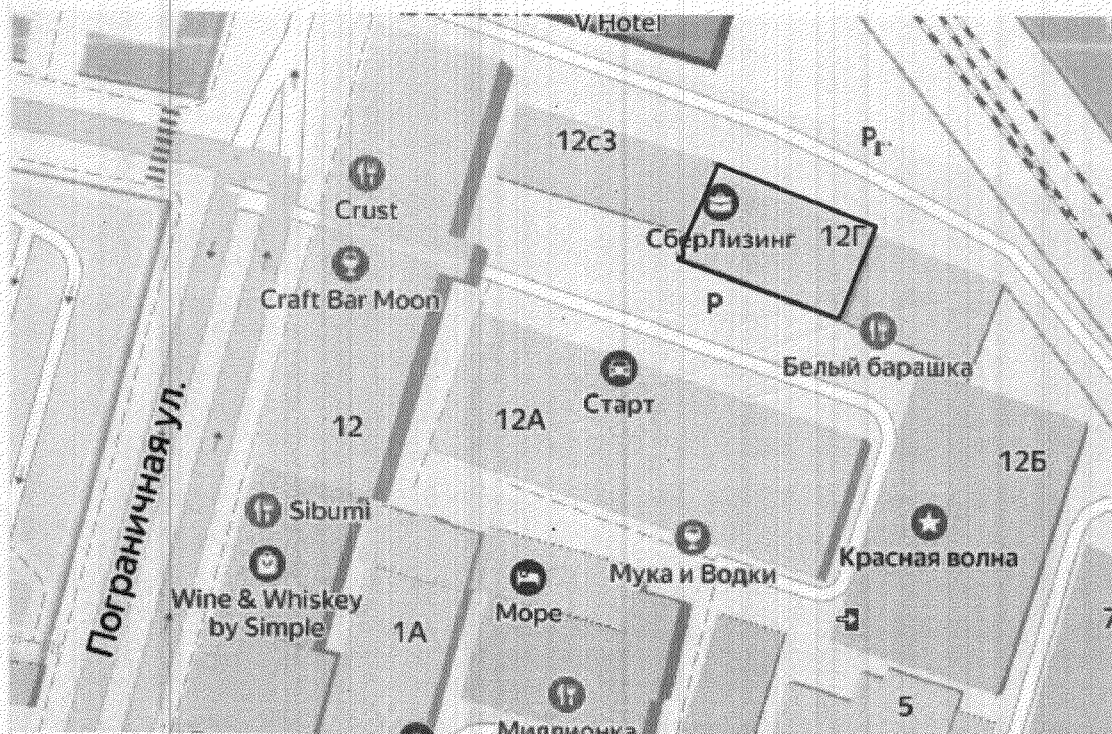 V Hotel
12с3
P
Crust
СберЛизинг
12Г
Craft Bar Moon
P
Белый барашка
Старт
12
12А
12Б
Пограничная ул.
Sibumi
Красная волна
Мука и Водки
Wine & Whiskey
by Simple
Море
1А
5
Миллионка